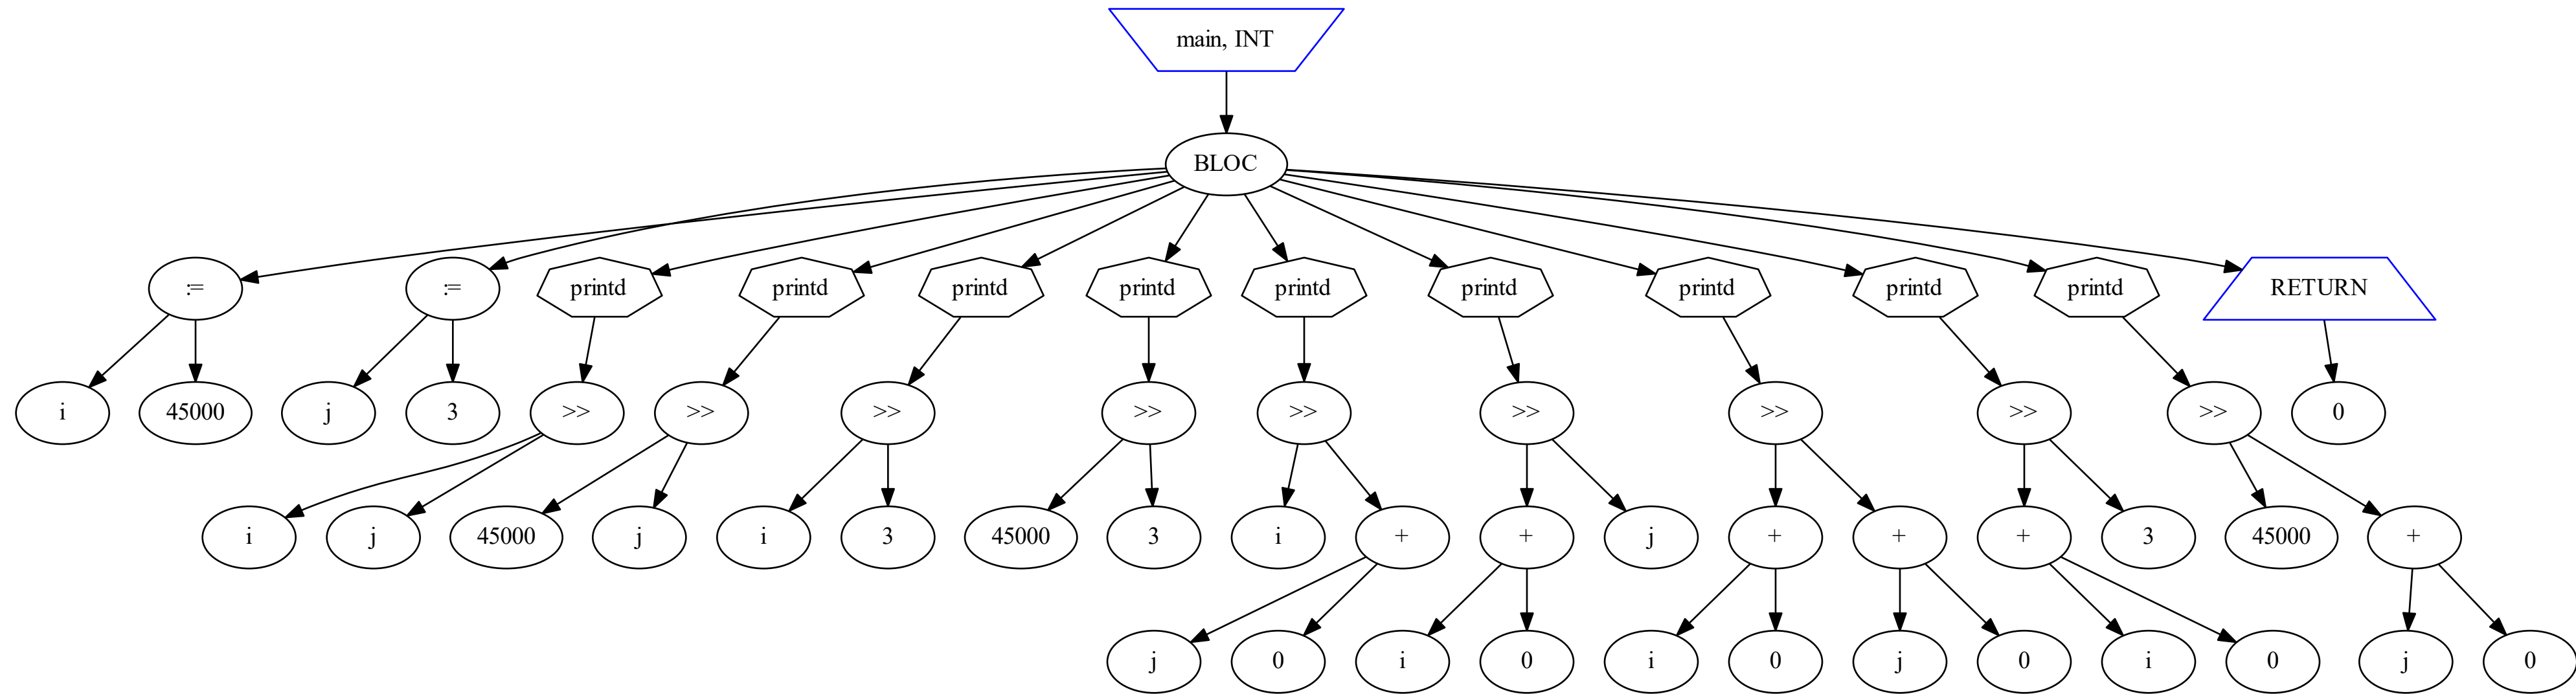 main, INT
BLOC
:=
:=
printd
printd
printd
printd
printd
printd
printd
printd
printd
RETURN
i
45000
j
3
>>
>>
>>
>>
>>
>>
>>
>>
>>
0
i
j
45000
j
i
3
45000
3
i
+
+
j
+
+
+
3
45000
+
j
0
i
0
i
0
j
0
i
0
j
0